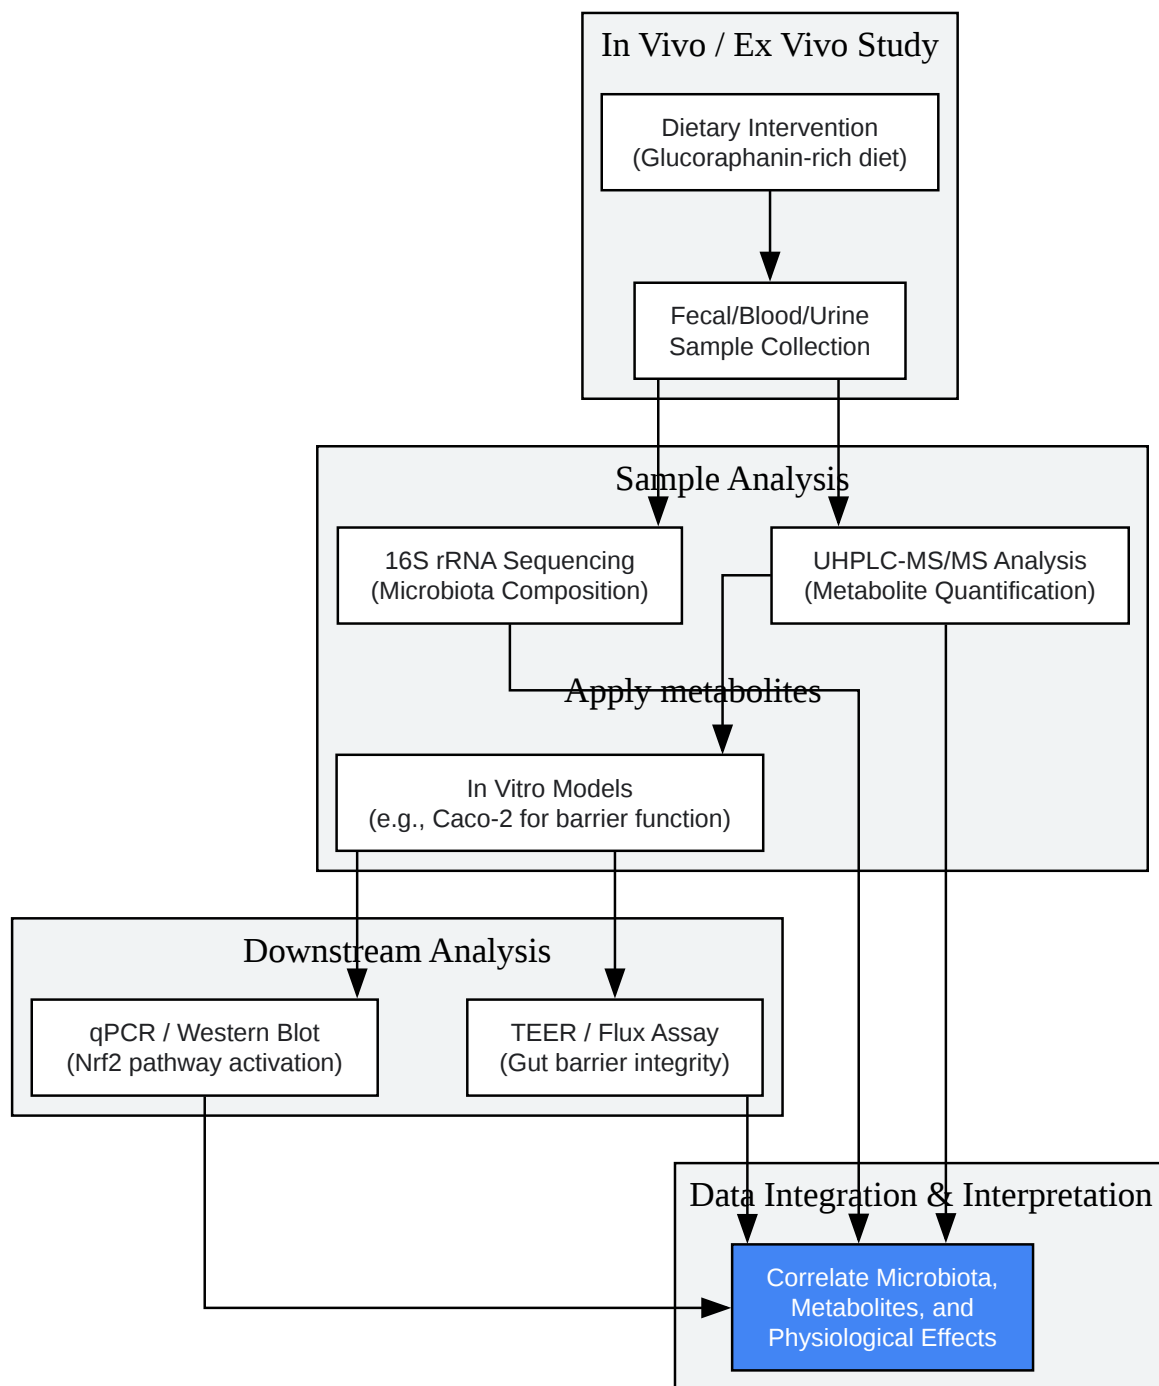 In Vivo / Ex Vivo Study
Dietary Intervention
(Glucoraphanin-rich diet)
Fecal/Blood/Urine
Sample Collection
Sample Analysis
16S rRNA Sequencing
(Microbiota Composition)
UHPLC-MS/MS Analysis
(Metabolite Quantification)
Apply metabolites
In Vitro Models
(e.g., Caco-2 for barrier function)
Downstream Analysis
qPCR / Western Blot
(Nrf2 pathway activation)
TEER / Flux Assay
(Gut barrier integrity)
Data Integration & Interpretation
Correlate Microbiota,
Metabolites, and
Physiological Effects